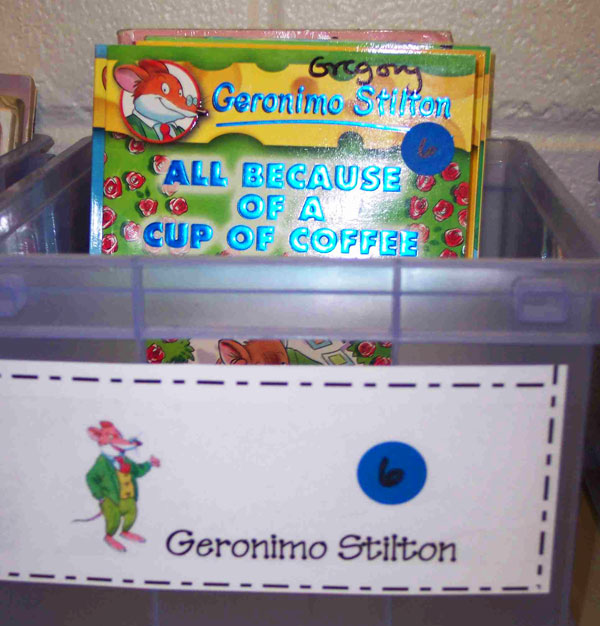 Gregory
Geronimo Stilton
6
ALL BECAUSE
OF A
CUP OF COFFEE
6
Geronimo Stilton